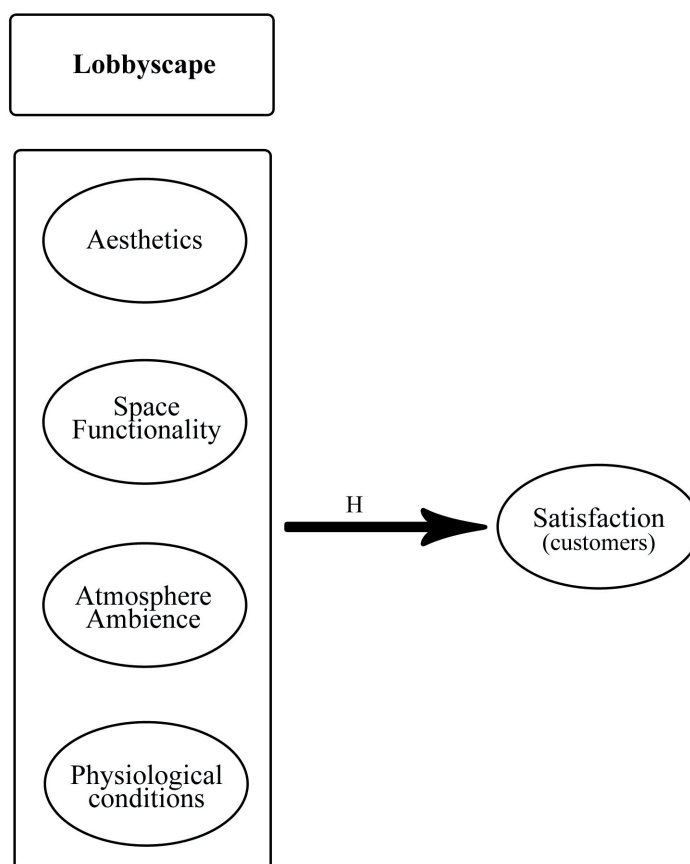 Lobbyscape
Aesthetics
Space
Functionality
H
Satisfaction
(customers)
Atmosphere
Ambience
Physiological
conditions